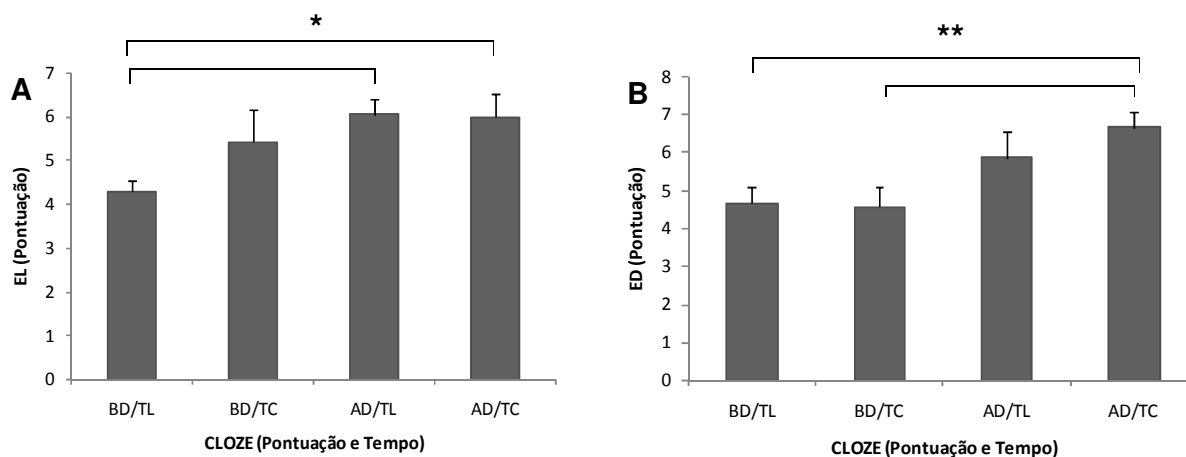 *
A
7
6
5
4
3
2
1
0
EL (Pontuação)
BD/TL BD/TC AD/TL AD/TC
CLOZE (Pontuação e Tempo)
**
B
8
7
6
5
4
3
2
1
0
ED (Pontuação)
BD/TL BD/TC AD/TL AD/TC
CLOZE (Pontuação e Tempo)